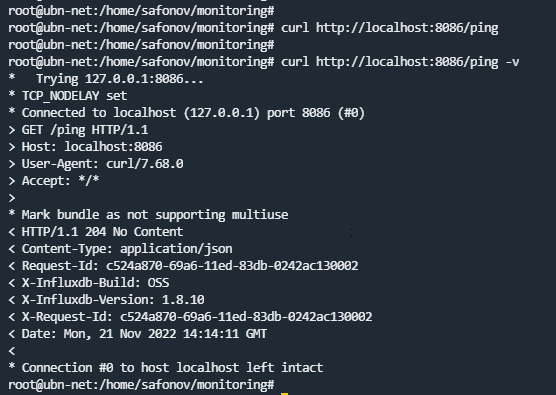 root@ubn-net:/home/safonov/monitoring#
root@ubn-net:/home/safonov/monitoring# curl http://localhost:8086/ping
root@ubn-net:/home/safonov/monitoring#
root@ubn-net:/home/safonov/monitoring# curl http://localhost:8086/ping -v
*   Trying 127.0.0.1:8086...
* TCP_NODELAY set
* Connected to localhost (127.0.0.1) port 8086 (#0)
> GET /ping HTTP/1.1
> Host: localhost:8086
> User-Agent: curl/7.68.0
> Accept: */*
>
* Mark bundle as not supporting multiuse
< HTTP/1.1 204 No Content
< Content-Type: application/json
< Request-Id: c524a870-69a6-11ed-83db-0242ac130002
< X-Influxdb-Build: OSS
< X-Influxdb-Version: 1.8.10
< X-Request-Id: c524a870-69a6-11ed-83db-0242ac130002
< Date: Mon, 21 Nov 2022 14:14:11 GMT
<
* Connection #0 to host localhost left intact
root@ubn-net:/home/safonov/monitoring#